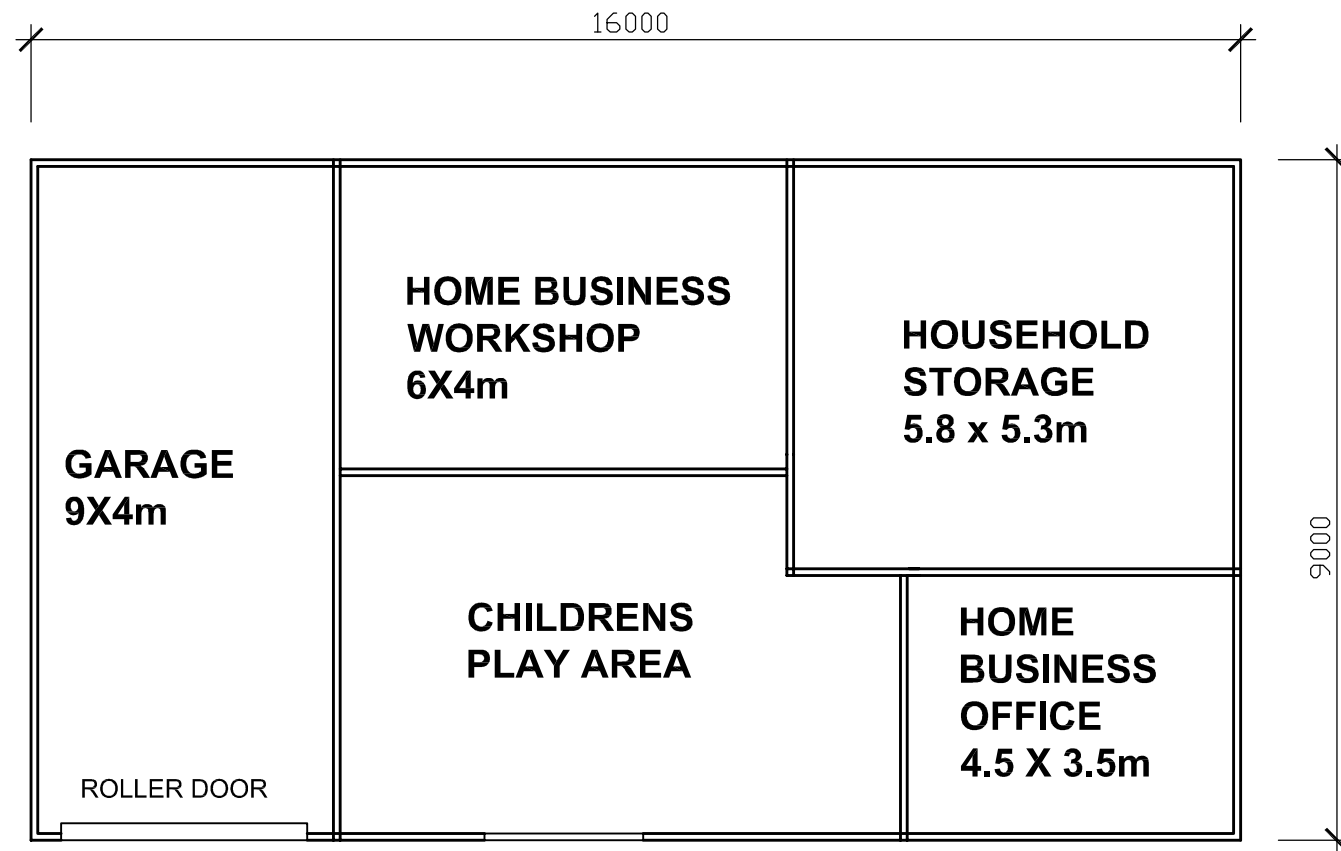 16000
HOME BUSINESS
WORKSHOP
6X4m
HOUSEHOLD
STORAGE
5.8 x 5.3m
GARAGE
9X4m
9000
CHILDRENS
PLAY AREA
HOME
BUSINESS
OFFICE
4.5 X 3.5m
ROLLER DOOR